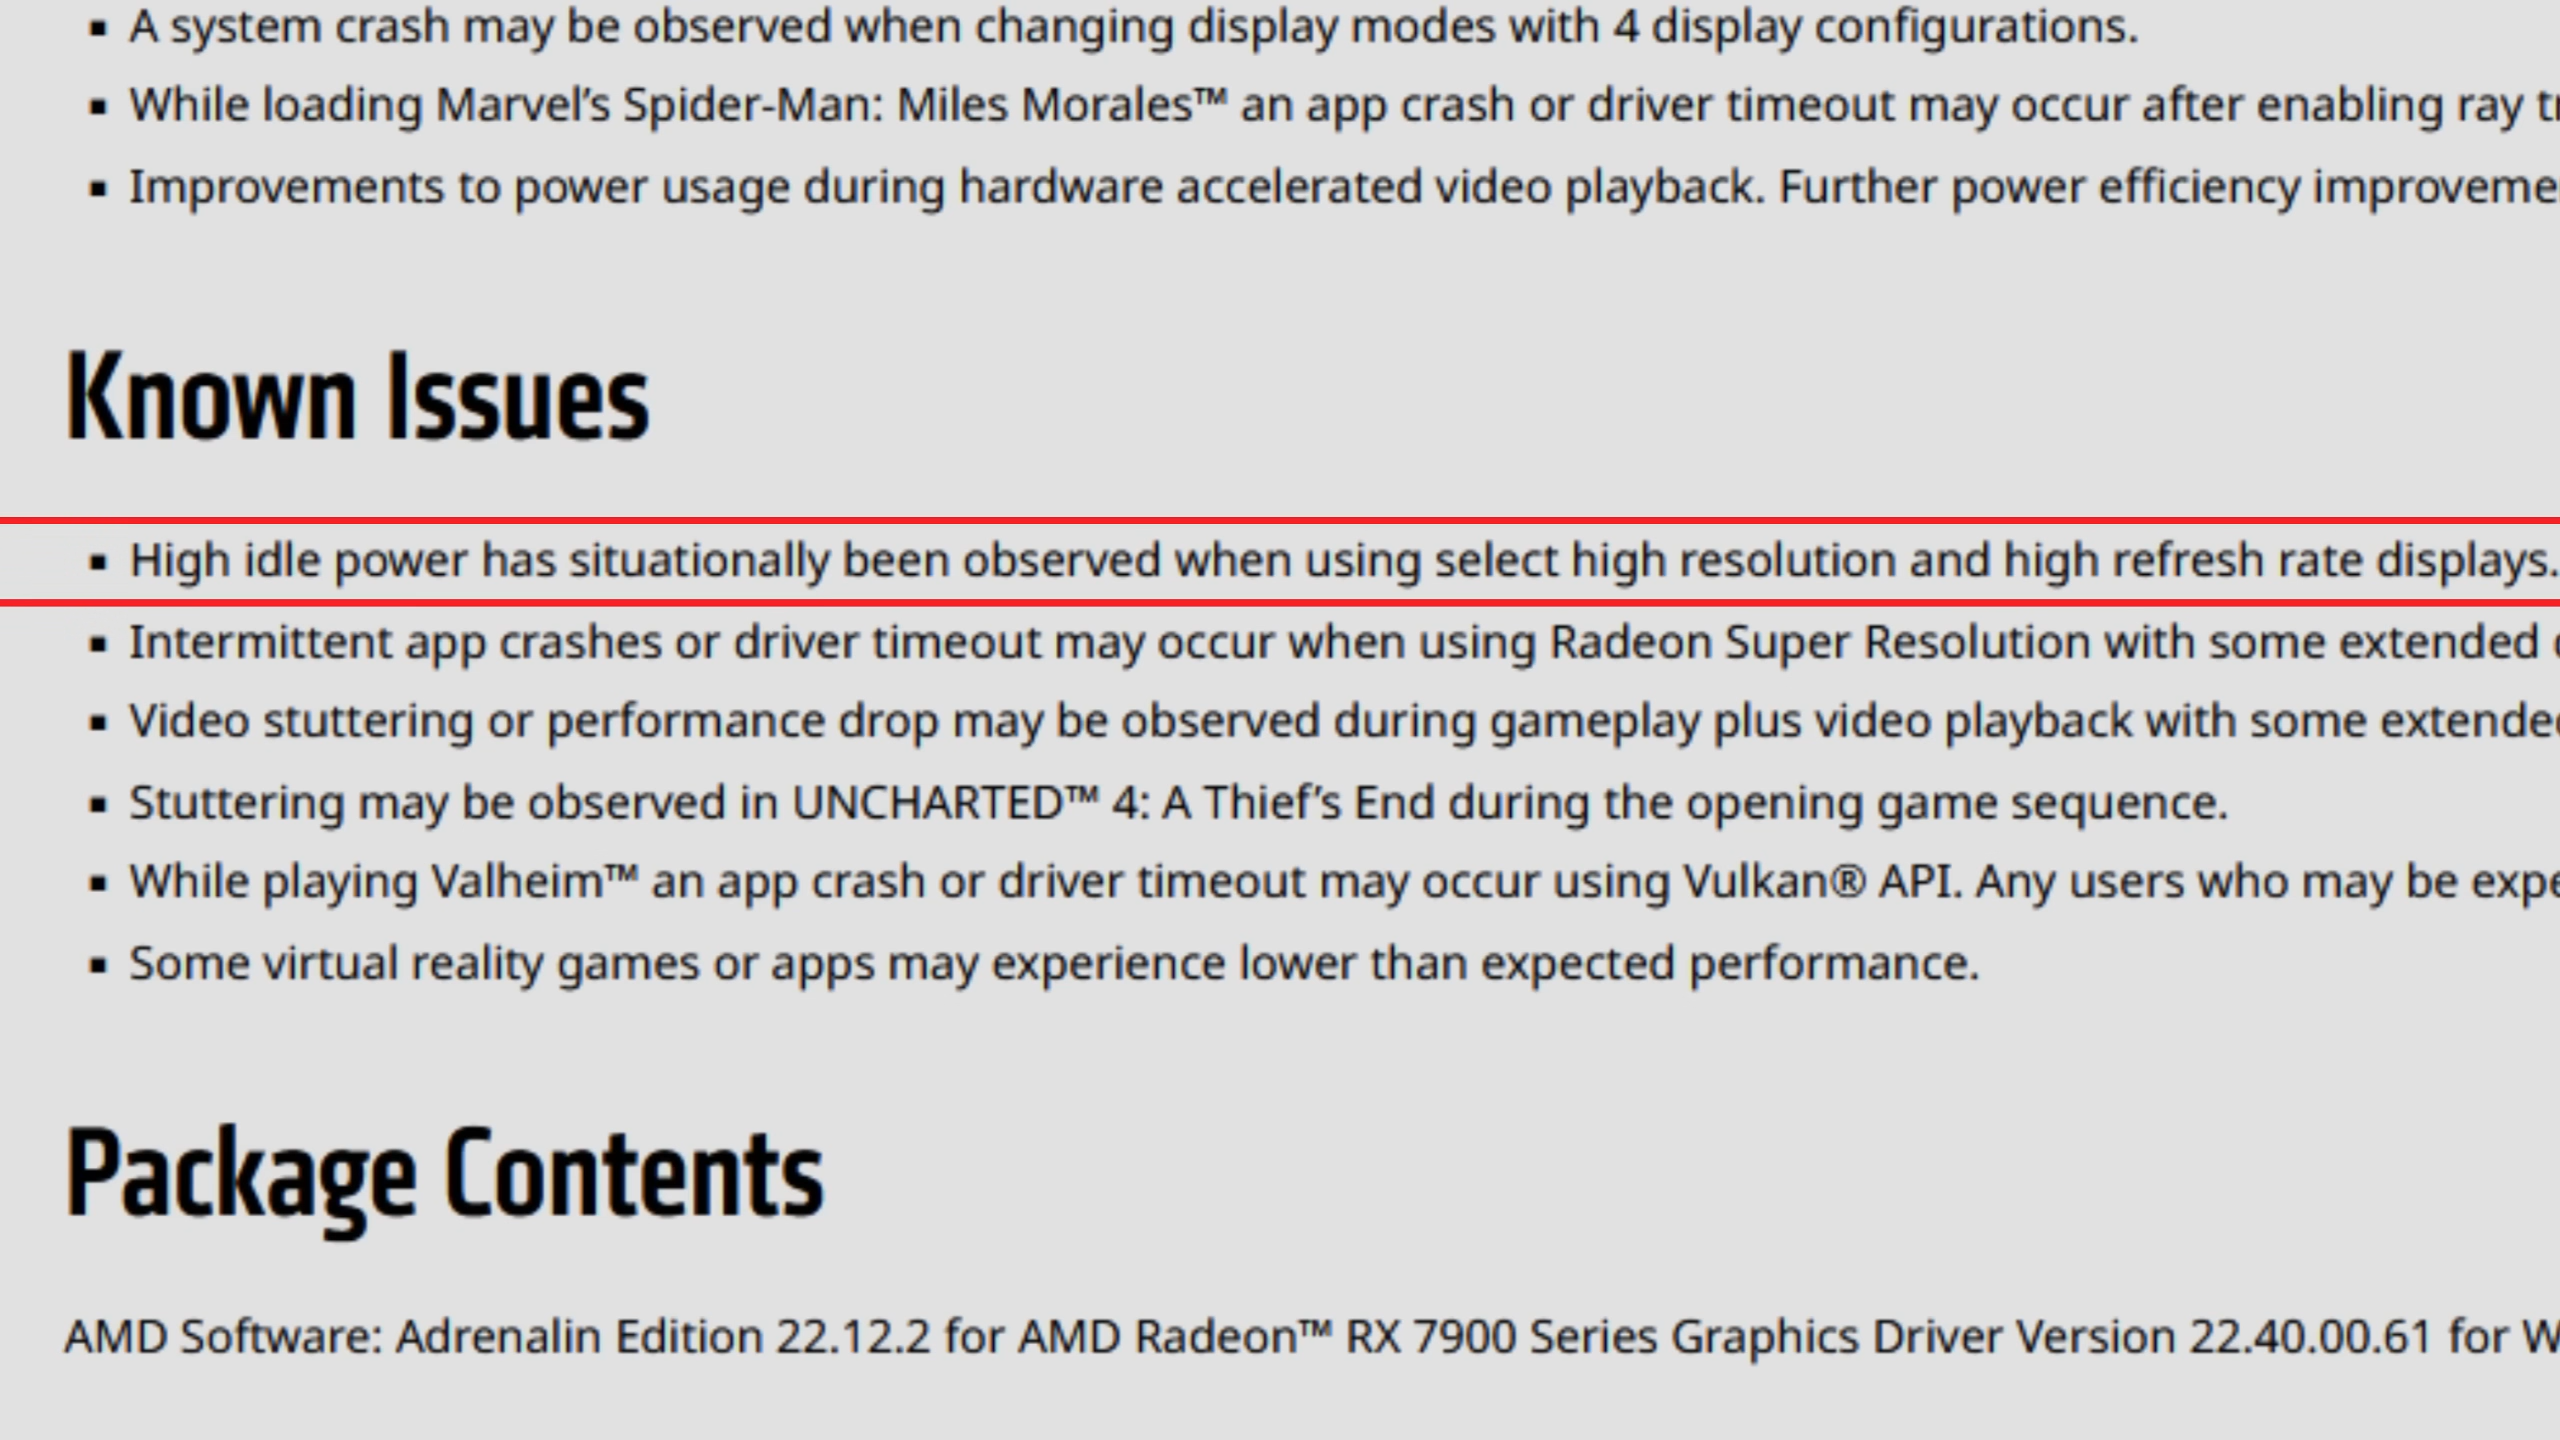 ▪ A system crash may be observed when changing display modes with 4 display configurations.
▪ While loading Marvel’s Spider-Man: Miles Morales™ an app crash or driver timeout may occur after enabling ray
▪ Improvements to power usage during hardware accelerated video playback. Further power efficiency
Known Issues
▪ High idle power has situationally been observed when using select high resolution and high refresh rate displays.
▪ Intermittent app crashes or driver timeout may occur when using Radeon Super Resolution with some extended
▪ Video stuttering or performance drop may be observed during gameplay plus video playback with some
▪ Stuttering may be observed in UNCHARTED™ 4: A Thief’s End during the opening game sequence.
▪ While playing Valheim™ an app crash or driver timeout may occur using Vulkan® API. Any users who may be
▪ Some virtual reality games or apps may experience lower than expected performance.
Package Contents
AMD Software: Adrenalin Edition 22.12.2 for AMD Radeon™ RX 7900 Series Graphics Driver Version 22.40.00.61 for